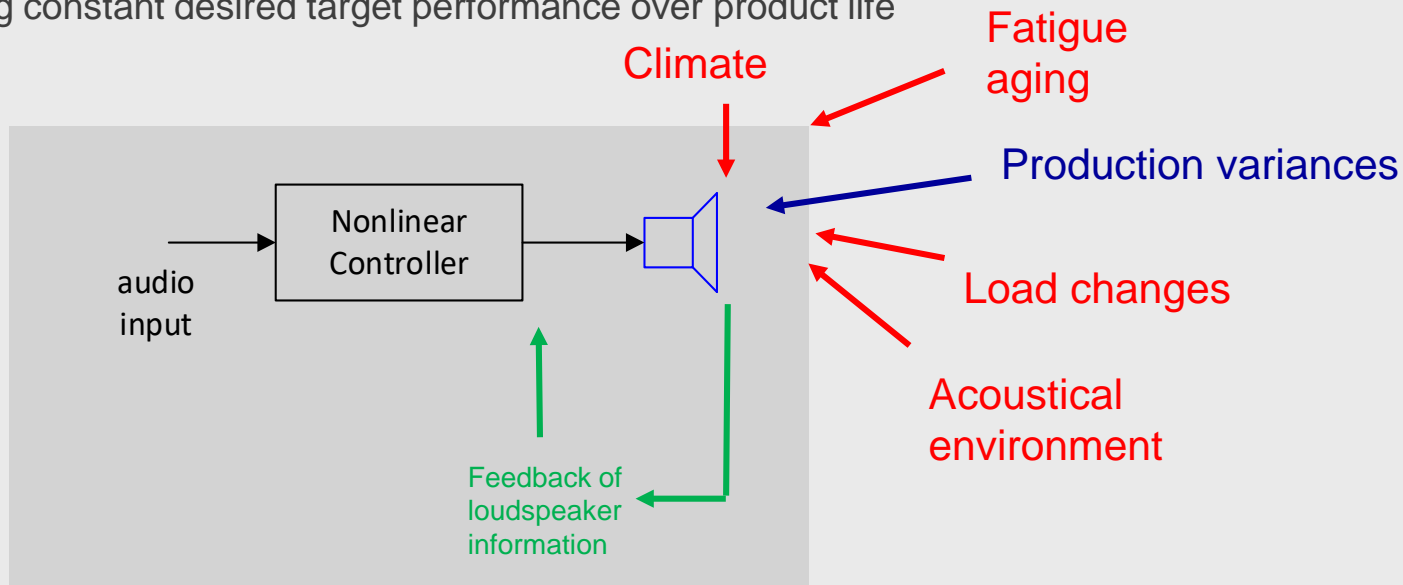 constant desired target performance over product life
Climate
Fatigue
aging
Production variances
Nonlinear
Controller
audio
input
Load changes
Acoustical
environment
Feedback of
loudspeaker
information